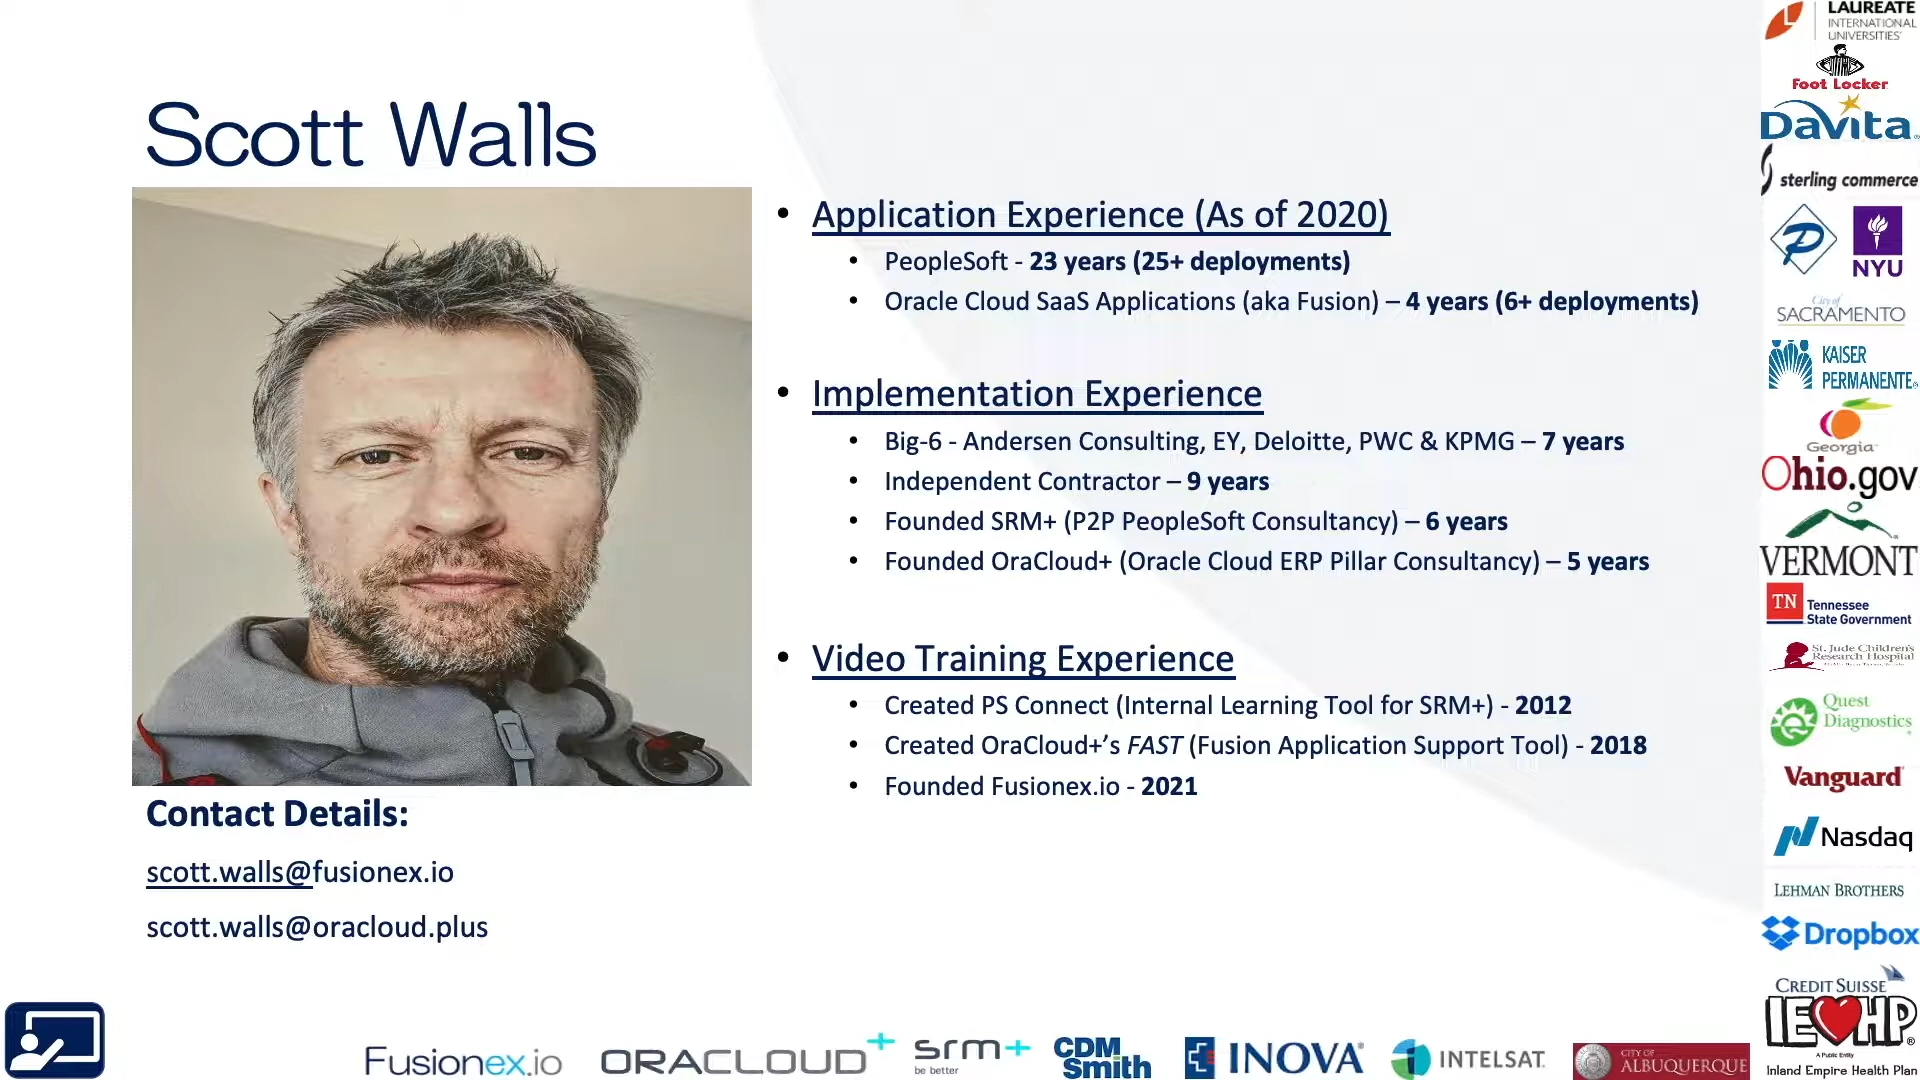 Scott Walls
• Application Experience (As of 2020)
• PeopleSoft - 23 years (25+ deployments)
• Oracle Cloud SaaS Applications (aka Fusion) – 4 years (6+ deployments)
• Implementation Experience
• Big-6 - Andersen Consulting, EY, Deloitte, PWC & KPMG – 7 years
• Independent Contractor – 9 years
• Founded SRM+ (P2P PeopleSoft Consultancy) – 6 years
• Founded OraCloud+ (Oracle Cloud ERP Pillar Consultancy) – 5 years
• Video Training Experience
• Created PS Connect (Internal Learning Tool for SRM+) - 2012
• Created OraCloud+’s FAST (Fusion Application Support Tool) - 2018
• Founded Fusionex.io - 2021
Contact Details:
scott.walls@fusionex.io
scott.walls@oracloud.plus
LAUREATE
INTERNATIONAL
UNIVERSITIES
Foot Locker
DaVita
sterling commerce
P
NYU
City of
SACRAMENTO
KAISER
PERMANENTE
Georgia
Ohio.gov
VERMONT
TN Tennessee
State Government
St. Jude Children's
Research Hospital
Quest
Diagnostics
Vanguard
Nasdaq
LEHMAN BROTHERS
Dropbox
CREDIT SUISSE
IEHP
A Public Entity
Inland Empire Health Plan
Fusionex.io
ORACLOUD+
srm+
be better
CDM
Smith
INOVA
INTELSAT
CITY OF
ALBUQUERQUE